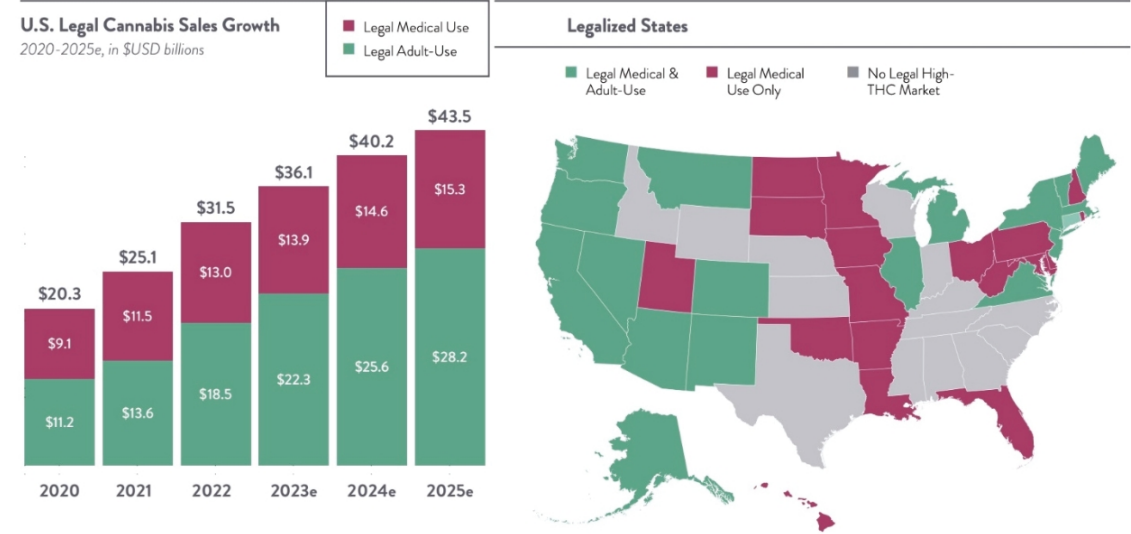 U.S. Legal Cannabis Sales Growth
2020-2025e, in $USD billions
Legal Medical Use
Legal Adult-Use
$20.3
$25.1
$31.5
$36.1
$40.2
$43.5
$9.1
$11.5
$13.0
$13.9
$14.6
$15.3
$11.2
$13.6
$18.5
$22.3
$25.6
$28.2
2020
2021
2022
2023e
2024e
2025e
Legalized States
Legal Medical &
Adult-Use
Legal Medical
Use Only
No Legal High-
THC Market